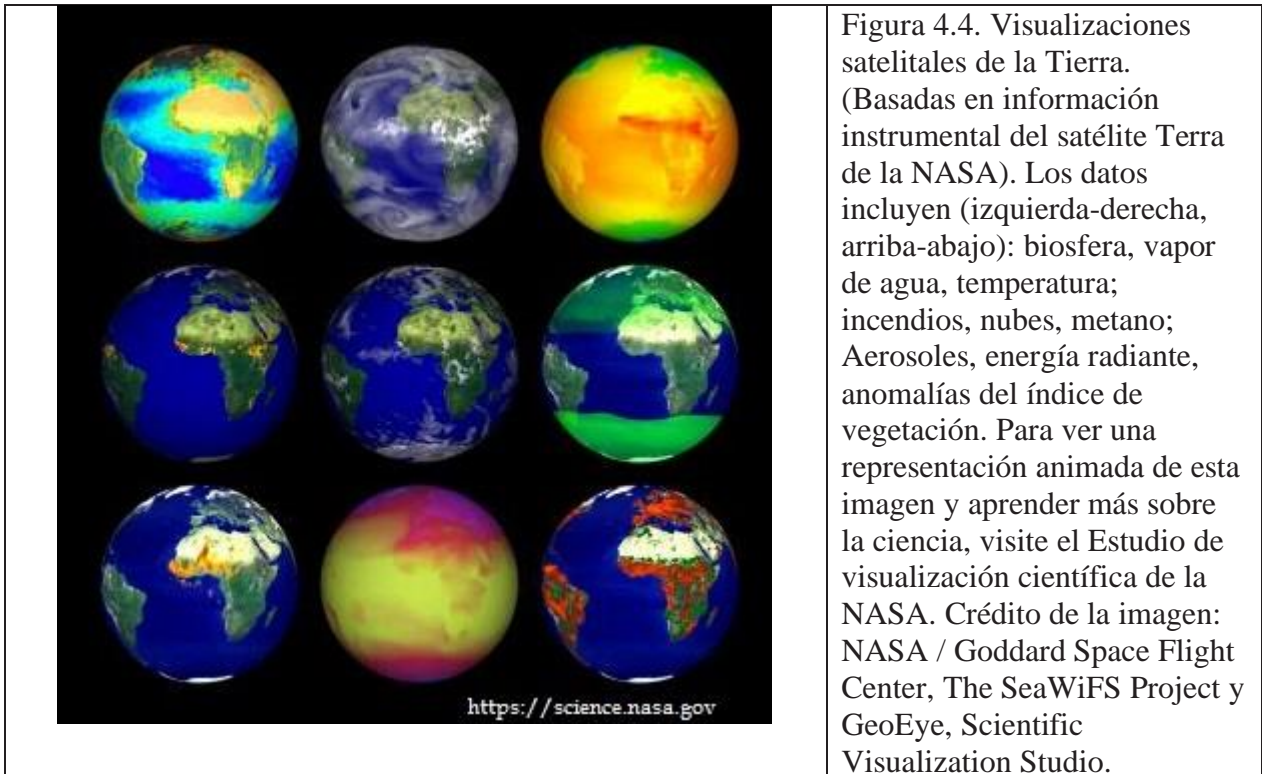 https://science.nasa.gov
Figura 4.4. Visualizaciones
satelitales de la Tierra.
(Basadas en información
instrumental del satélite Terra
de la NASA). Los datos
incluyen (izquierda-derecha,
arriba-abajo): biosfera, vapor
de agua, temperatura;
incendios, nubes, metano;
Aerosoles, energía radiante,
anomalías del índice de
vegetación. Para ver una
representación animada de esta
imagen y aprender más sobre
la ciencia, visite el Estudio de
visualización científica de la
NASA. Crédito de la imagen:
NASA / Goddard Space Flight
Center, The SeaWiFS Project y
GeoEye, Scientific
Visualization Studio.